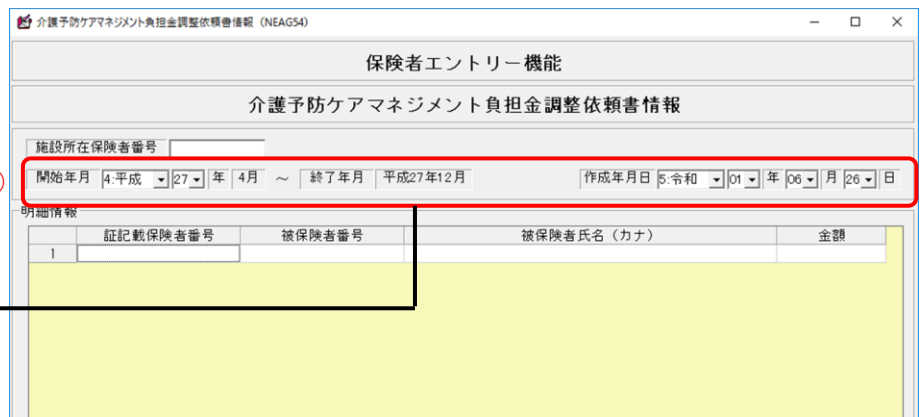 介護予防ケアマネジメント負担金調整依頼書情報 (NEAG54)
保険者エントリー機能
介護予防ケアマネジメント負担金調整依頼書情報
施設所在保険者番号
開始年月 4:平成 27 年 4月 ～ 終了年月 平成27年12月 作成年月日 5:令和 01 年 06 月 26 日
明細情報
証記載保険者番号 被保険者番号 被保険者氏名（カナ） 金額
1